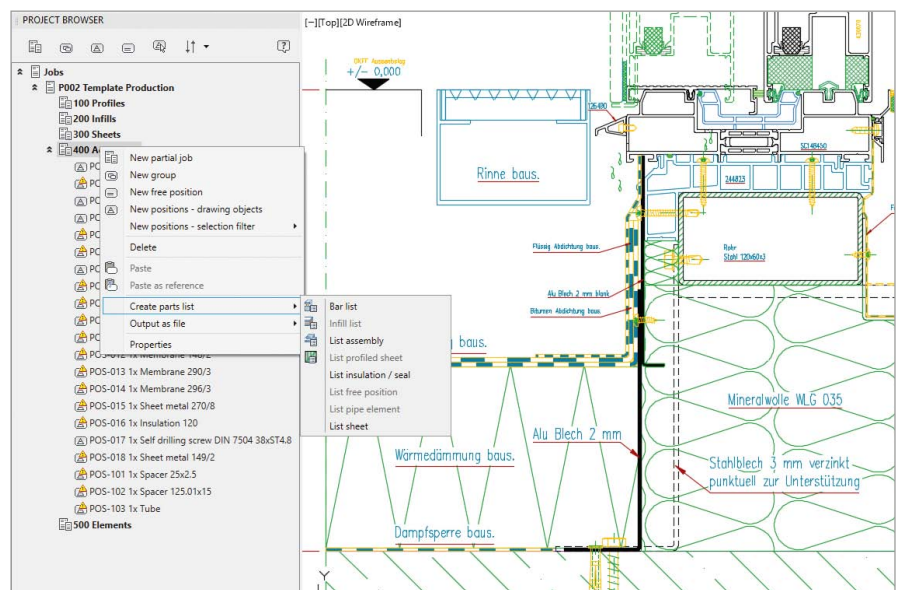 PROJECT BROWSER
Jobs
P002 Template Production
100 Profiles
200 Infills
300 Sheets
400 A
New partial job
New group
New free position
New positions - drawing objects
New positions - selection filter
Delete
Paste
Paste as reference
Create parts list
Output as file
Properties
Bar list
Infill list
List assembly
List profiled sheet
List insulation / seal
List free position
List pipe element
List sheet
POS-012 1x Membrane 148/2
POS-013 1x Membrane 290/3
POS-014 1x Membrane 296/3
POS-015 1x Sheet metal 270/8
POS-016 1x Insulation 120
POS-017 1x Self drilling screw DIN 7504 38xST4.8
POS-018 1x Sheet metal 149/2
POS-101 1x Spacer 25x2.5
POS-102 1x Spacer 125.01x15
POS-103 1x Tube
500 Elements
[−][Top][2D Wireframe]
+/− 0,000
Rinne baus.
SC148450
244823
Flüssig Abdichtung baus.
Rohr
Stahl 120x60x3
Alu Blech 2 mm blank
Bitumen Abdichtung baus.
baus.
Mineralwolle WLG 035
Alu Blech 2 mm
Wärmedämmung baus.
Stahlblech 3 mm verzinkt
punktuell zur Unterstützung
Dampfsperre baus.
Y